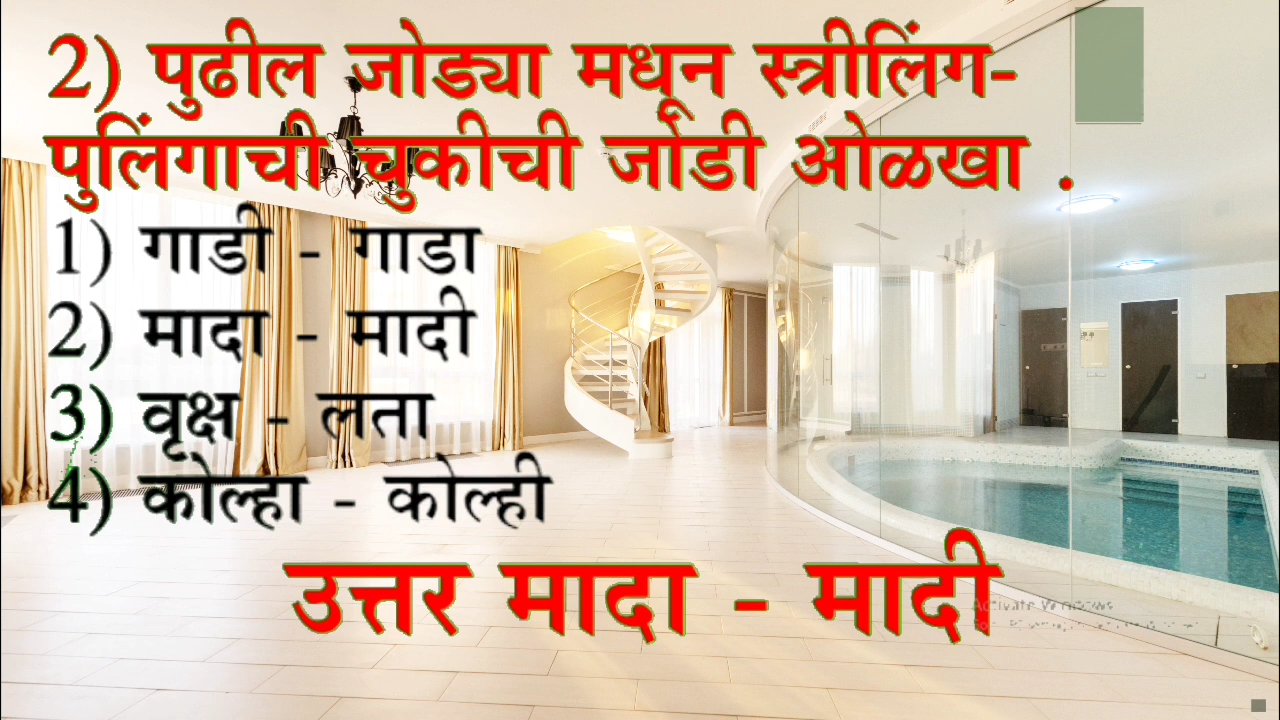 2) पुढील जोड्या मधून स्त्रीलिंग-
पुलिंगाची चुकीची जोडी ओळखा .
1) गाडी - गाडा
2) मादा - मादी
3) वृक्ष - लता
4) कोल्हा - कोल्ही
उत्तर मादा - मादी
Activate Windows